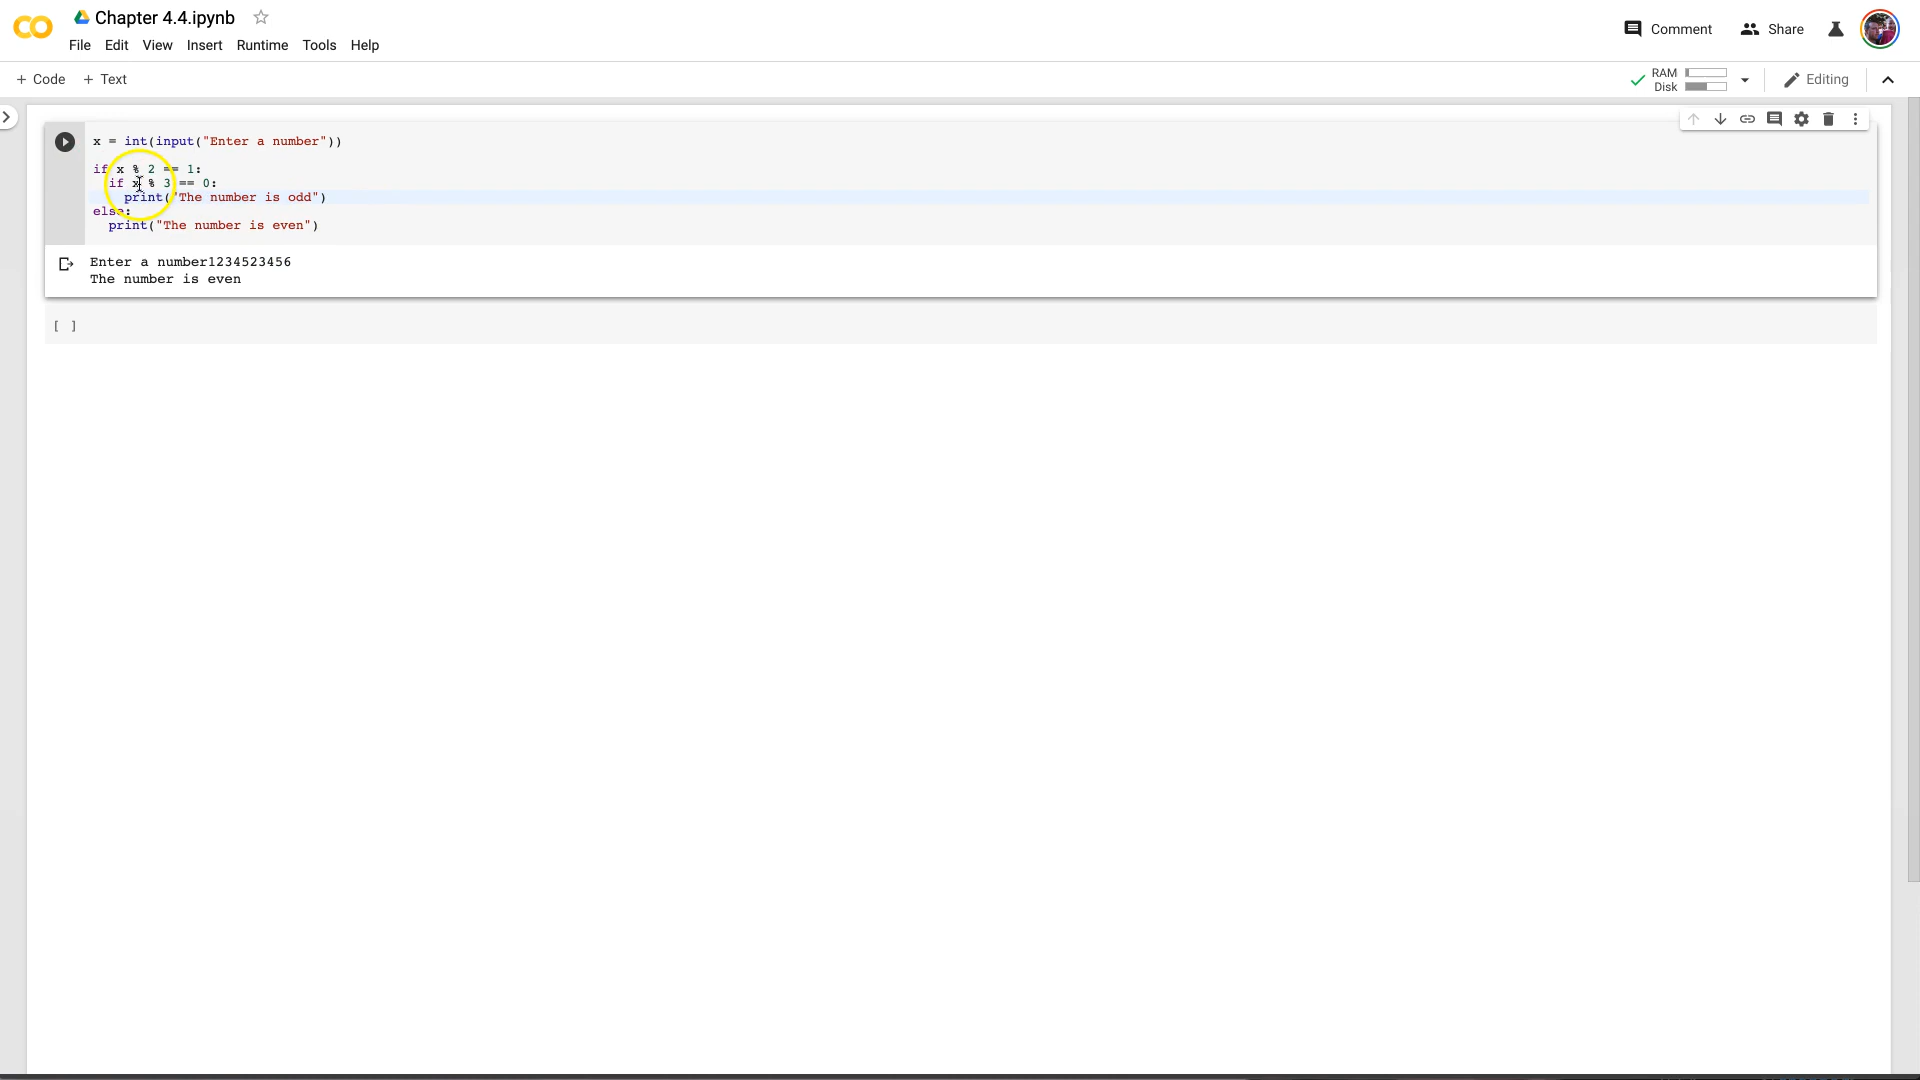 CO Chapter 4.4.ipynb
File Edit View Insert Runtime Tools Help
Comment Share
+ Code + Text
RAM
Disk
Editing
x = int(input("Enter a number"))
if x % 2 == 1:
if x % 3 == 0:
print("The number is odd")
else:
print("The number is even")
Enter a number1234523456
The number is even
[ ]